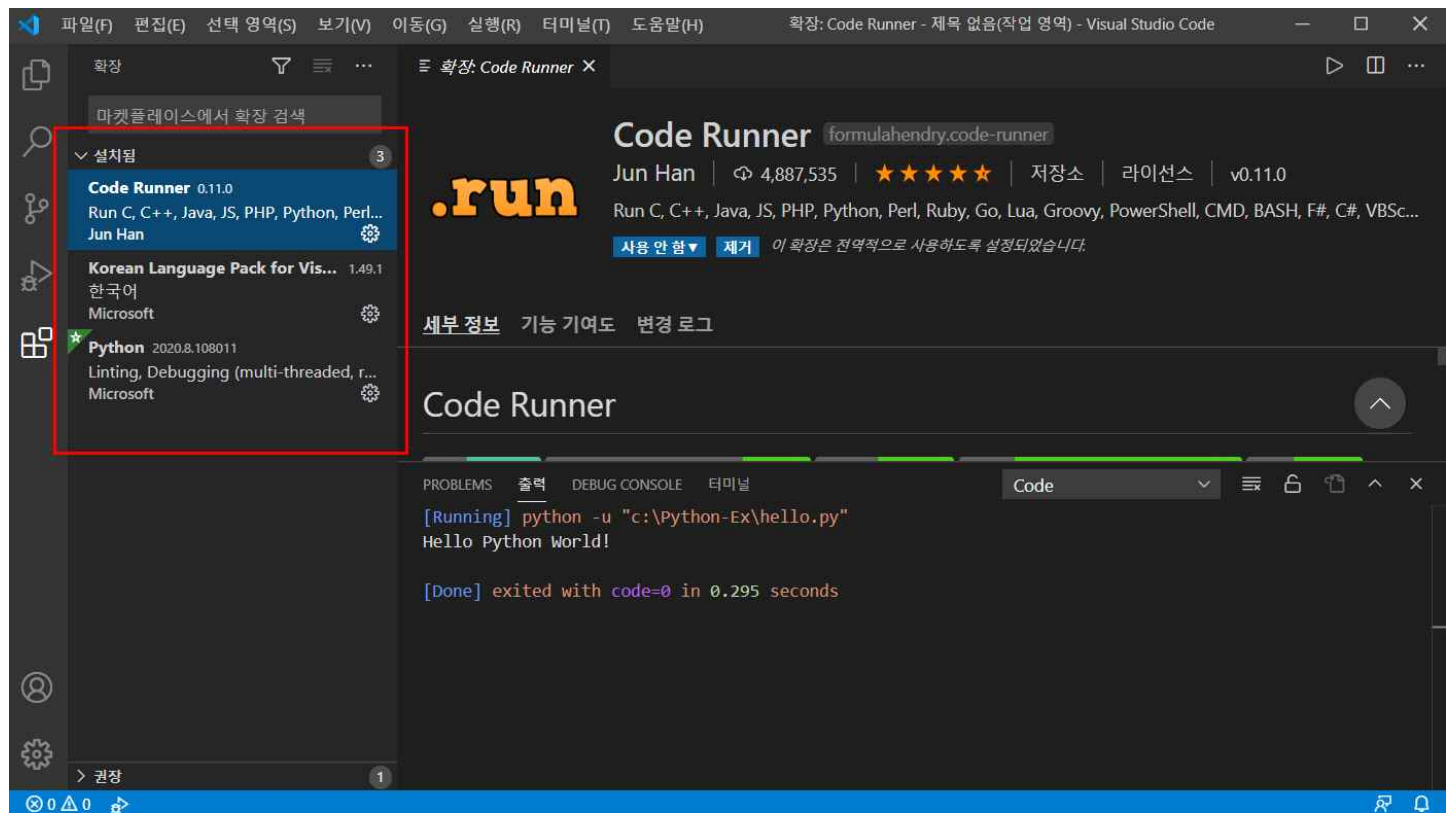 파일(F) 편집(E) 선택 영역(S) 보기(V) 이동(G) 실행(R) 터미널(T) 도움말(H) 확장: Code Runner - 제목 없음(작업 영역) - Visual Studio Code
확장
마켓플레이스에서 확장 검색
설치됨 3
Code Runner 0.11.0
Run C, C++, Java, JS, PHP, Python, Perl...
Jun Han
Korean Language Pack for Vis... 1.49.1
한국어
Microsoft
Python 2020.8.108011
Linting, Debugging (multi-threaded, r...
Microsoft
권장 1
확장: Code Runner
.run
Code Runner formulahendry.code-runner
Jun Han 4,887,535 저장소 라이선스 v0.11.0
Run C, C++, Java, JS, PHP, Python, Perl, Ruby, Go, Lua, Groovy, PowerShell, CMD, BASH, F#, C#, VBSc...
사용 안 함 제거 이 확장은 전역적으로 사용하도록 설정되었습니다.
세부 정보 기능 기여도 변경 로그
Code Runner
PROBLEMS 출력 DEBUG CONSOLE 터미널 Code
[Running] python -u "c:\Python-Ex\hello.py"
Hello Python World!
[Done] exited with code=0 in 0.295 seconds
0 0